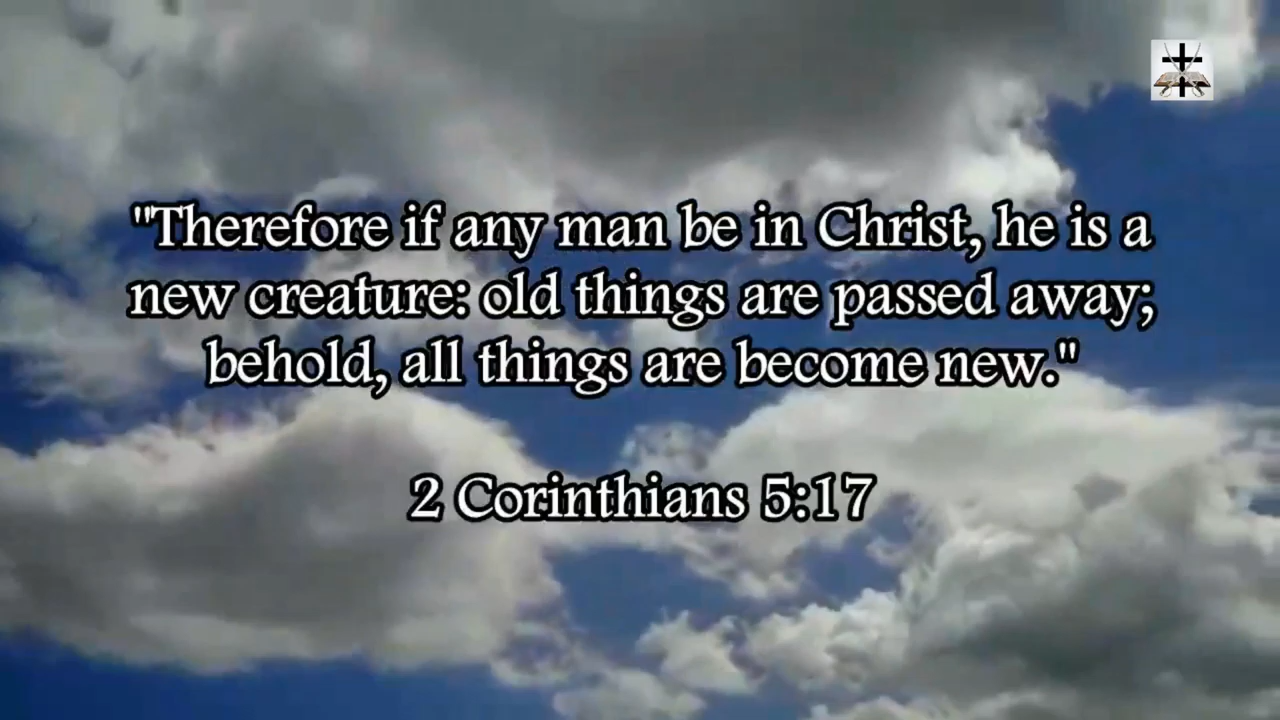 "Therefore if any man be in Christ, he is a
new creature: old things are passed away;
behold, all things are become new."
2 Corinthians 5:17